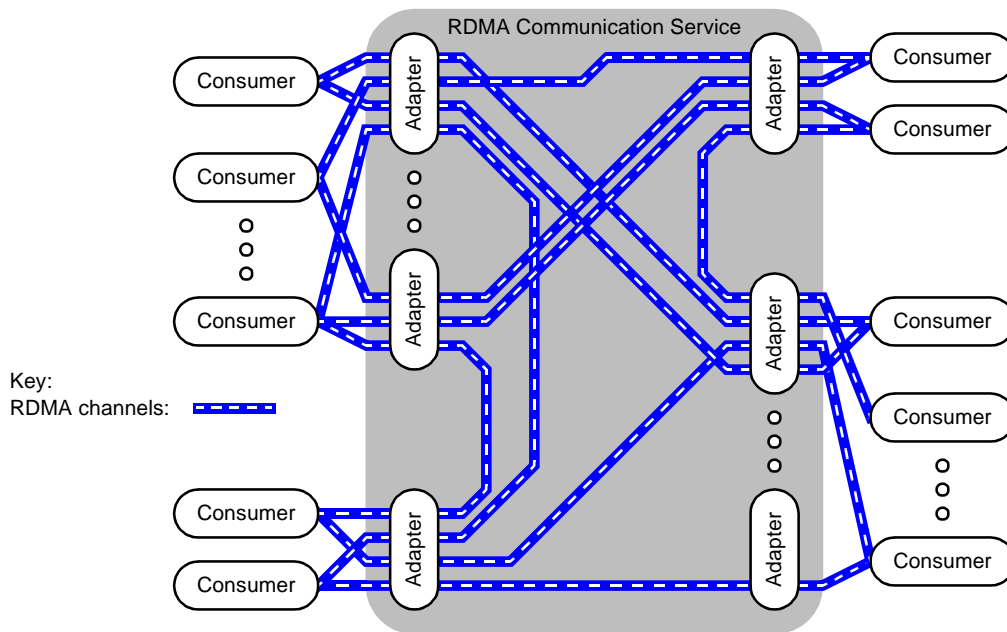 RDMA Communication Service
Consumer
Adapter
Adapter
Consumer
Consumer
Consumer
Adapter
Consumer
Adapter
Consumer
Key:
RDMA channels:
Consumer
Consumer
Adapter
Adapter
Consumer
Consumer